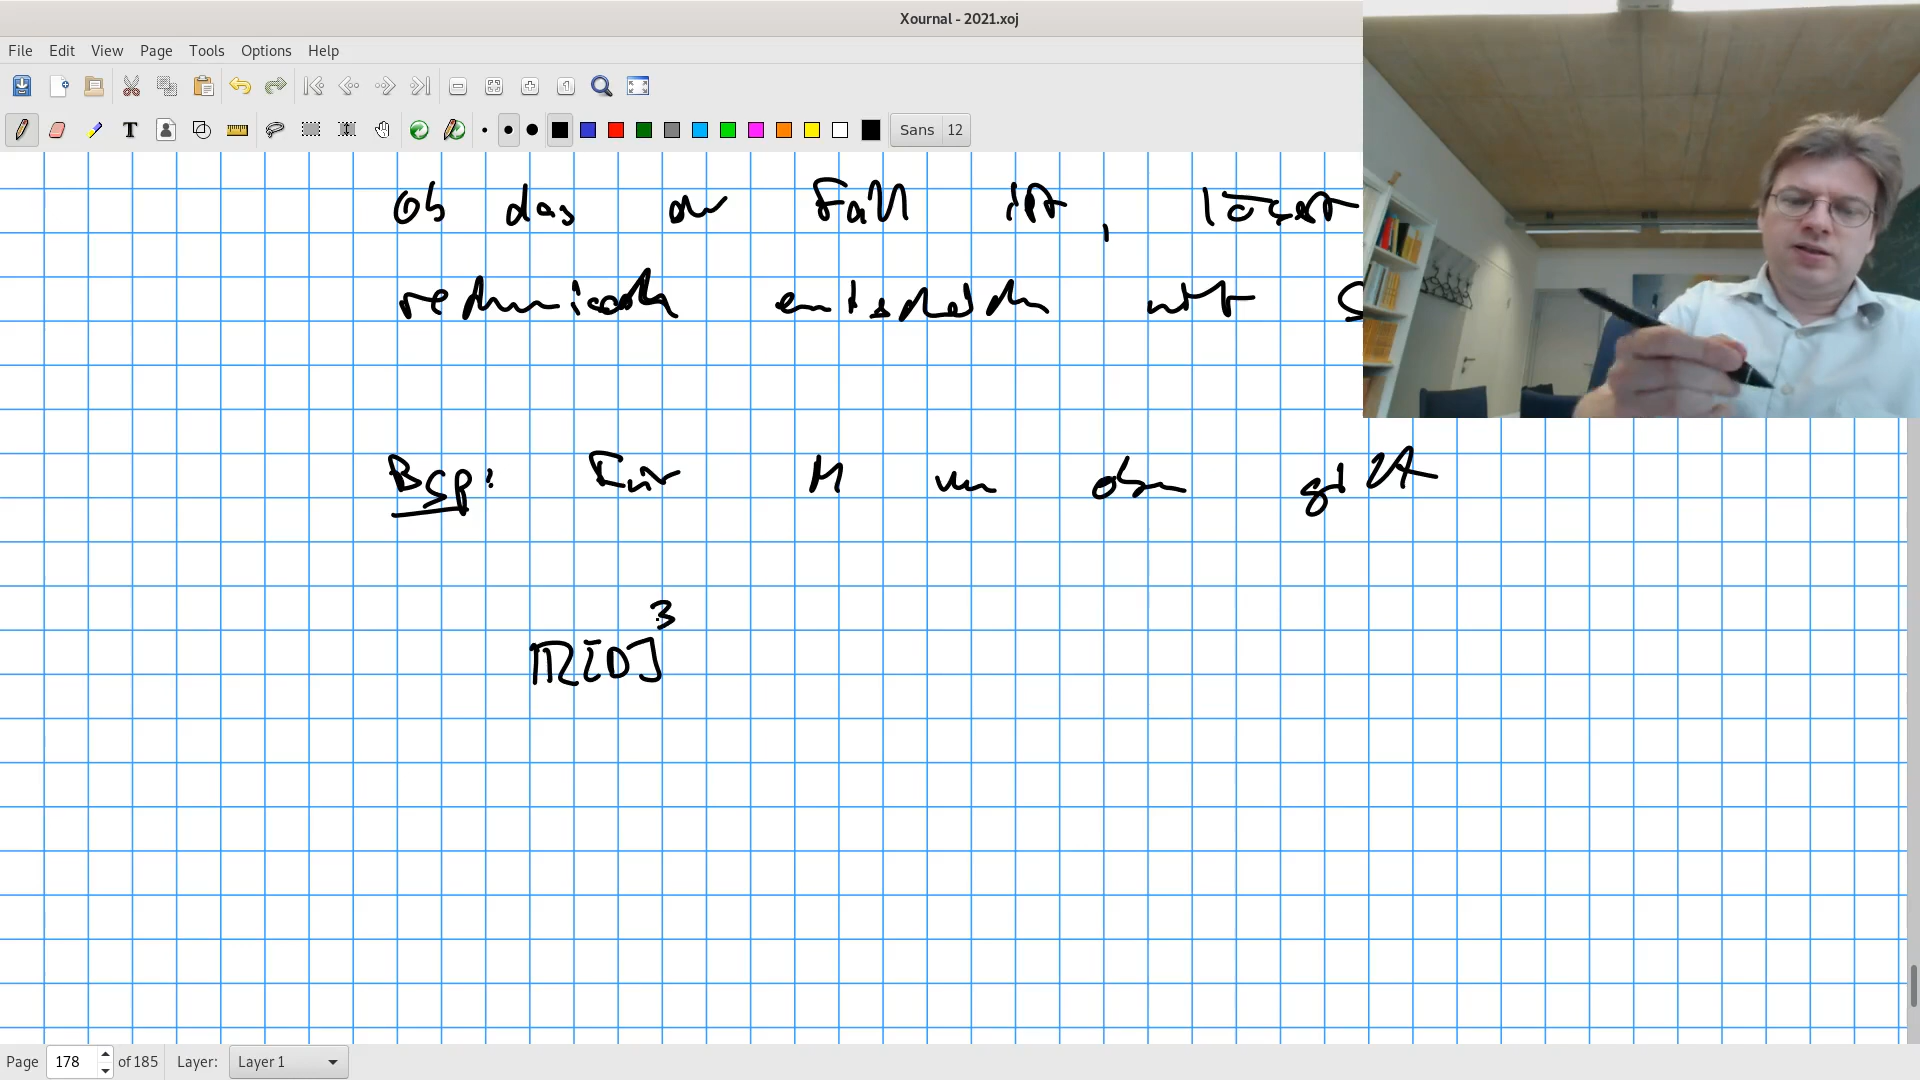 Xournal - 2021.xoj
File Edit View Page Tools Options Help
Sans 12
Ob das der Fall ist, lässt
rechnerisch entscheiden mit S
Bsp: Für M von oben gilt
ℝ[D]³
Page 178 of 185 Layer: Layer 1